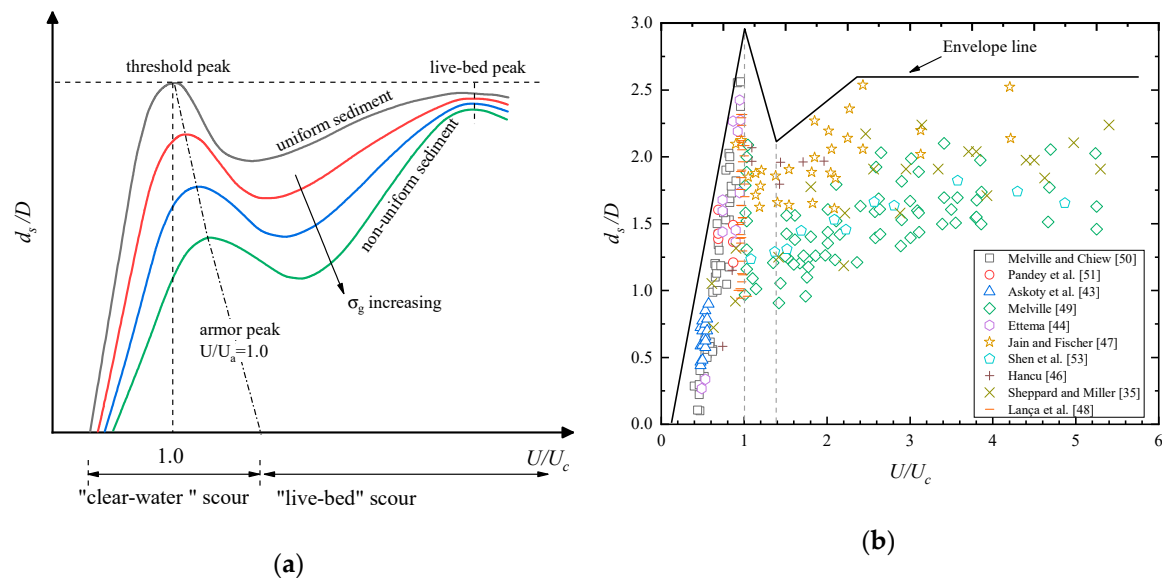 threshold peak
live-bed peak
uniform sediment
non-uniform sediment
σg increasing
armor peak
U/Ua=1.0
ds/D
1.0
U/Uc
"clear-water " scour
"live-bed" scour
(a)
3.0
2.5
2.0
1.5
1.0
0.5
0.0
ds/D
Envelope line
Melville and Chiew [50]
Pandey et al. [51]
Askoty et al. [43]
Melville [49]
Ettema [44]
Jain and Fischer [47]
Shen et al. [53]
Hancu [46]
Sheppard and Miller [35]
Lança et al. [48]
0 1 2 3 4 5 6
U/Uc
(b)